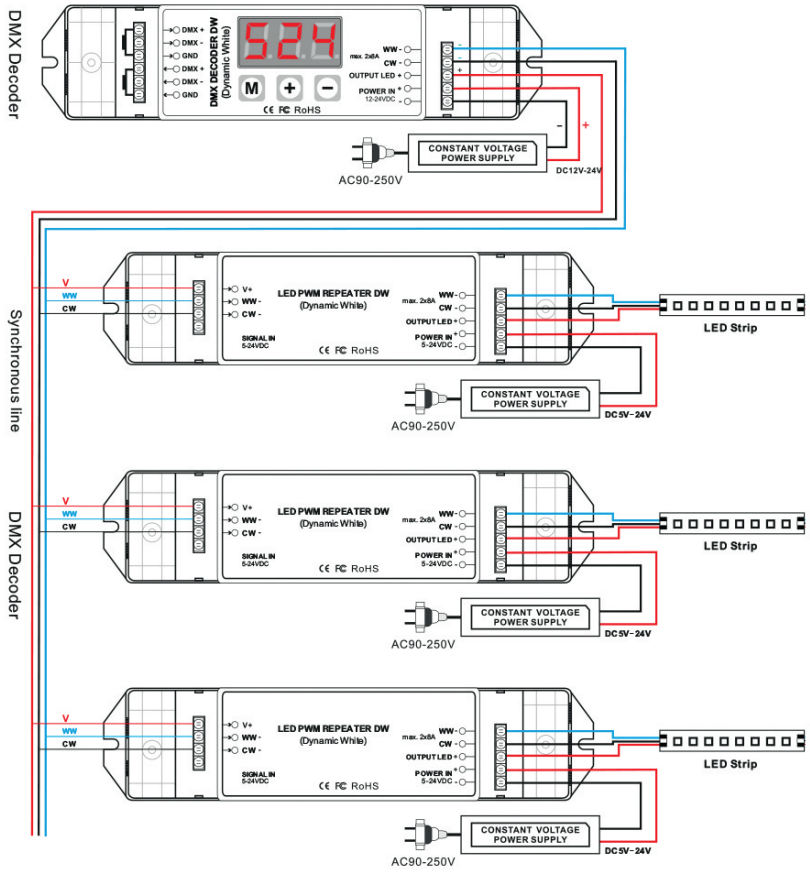 DMX Decoder
DMX +
DMX -
GND
DMX +
DMX -
GND
DMX DECODER DW
(Dynamic White)
524
M + −
CE FC RoHS
WW -
max. 2x8A
CW -
OUTPUT LED +
POWER IN +
12-24VDC -
- - +
− +
CONSTANT VOLTAGE
POWER SUPPLY
AC90-250V
DC12V-24V
Synchronous line
V
WW
CW
V+
WW -
CW -
SIGNAL IN
5-24VDC
LED PWM REPEATER DW
(Dynamic White)
CE FC RoHS
WW -
max. 2x8A
CW -
OUTPUT LED +
POWER IN +
5-24VDC -
LED Strip
CONSTANT VOLTAGE
POWER SUPPLY
AC90-250V
DC5V-24V
DMX Decoder
V
WW
CW
V+
WW -
CW -
SIGNAL IN
5-24VDC
LED PWM REPEATER DW
(Dynamic White)
CE FC RoHS
WW -
max. 2x8A
CW -
OUTPUT LED +
POWER IN +
5-24VDC -
LED Strip
CONSTANT VOLTAGE
POWER SUPPLY
AC90-250V
DC5V-24V
V
WW
CW
V+
WW -
CW -
SIGNAL IN
5-24VDC
LED PWM REPEATER DW
(Dynamic White)
CE FC RoHS
WW -
max. 2x8A
CW -
OUTPUT LED +
POWER IN +
5-24VDC -
LED Strip
CONSTANT VOLTAGE
POWER SUPPLY
AC90-250V
DC5V-24V